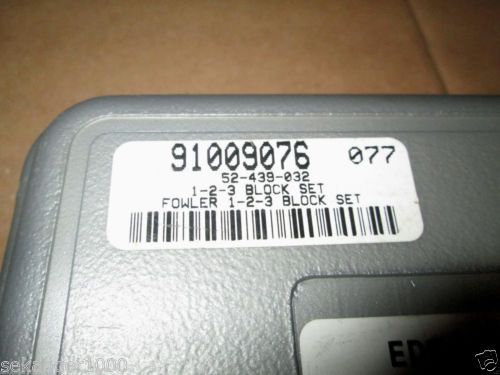 91009076 077
52-439-032
1-2-3 BLOCK SET
FOWLER 1-2-3 BLOCK SET